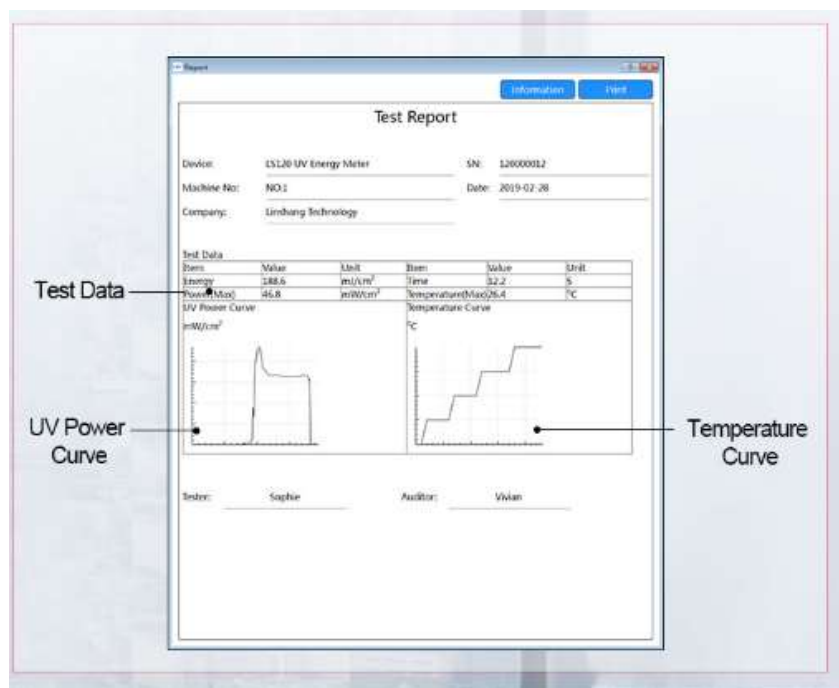 Report
Information Print
Test Report
Device: LS120 UV Energy Meter SN: 120000012
Machine No: NO.1 Date: 2019-02-28
Company: Linshang Technology
Test Data
Item Value Unit Item Value Unit
Energy 188.6 mJ/cm² Time 12.2 S
Power(Max) 46.8 mW/cm² Temperature(Max) 26.4 °C
UV Power Curve Temperature Curve
mW/cm² °C
Tester: Sophie Auditor: Vivian
Test Data
UV Power
Curve
Temperature
Curve